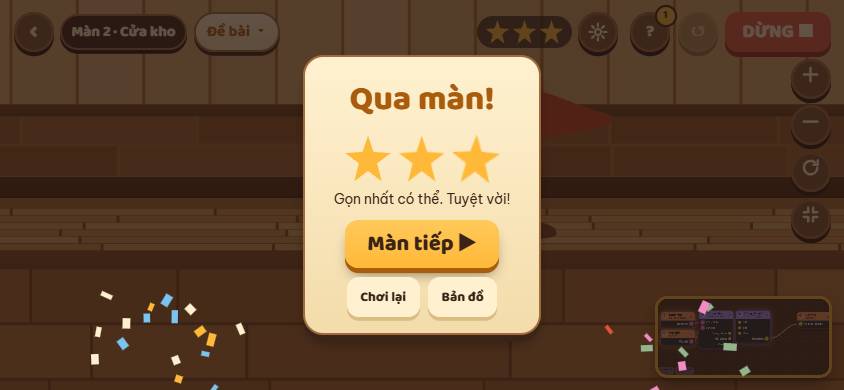 Màn 2 · Cửa kho
Đề bài
?
1
DỪNG
Qua màn!
Gọn nhất có thể. Tuyệt vời!
Màn tiếp
Chơi lại
Bản đồ